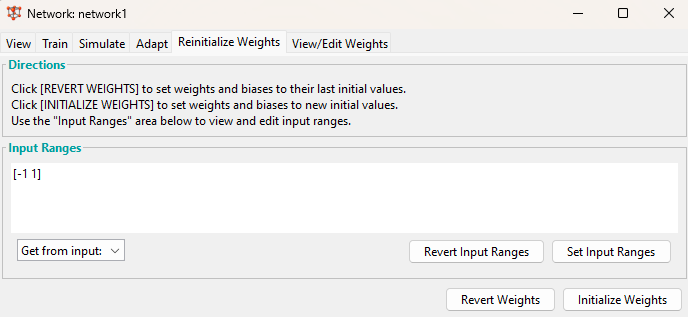 Network: network1
View Train Simulate Adapt Reinitialize Weights View/Edit Weights
Directions
Click [REVERT WEIGHTS] to set weights and biases to their last initial values.
Click [INITIALIZE WEIGHTS] to set weights and biases to new initial values.
Use the "Input Ranges" area below to view and edit input ranges.
Input Ranges
[-1 1]
Get from input: Revert Input Ranges Set Input Ranges
Revert Weights Initialize Weights